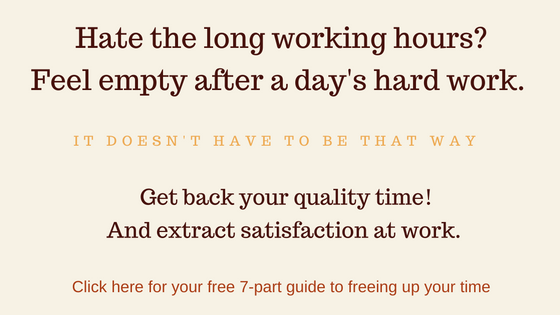 Hate the long working hours?
Feel empty after a day's hard work.
IT DOESN'T HAVE TO BE THAT WAY
Get back your quality time!
And extract satisfaction at work.
Click here for your free 7-part guide to freeing up your time